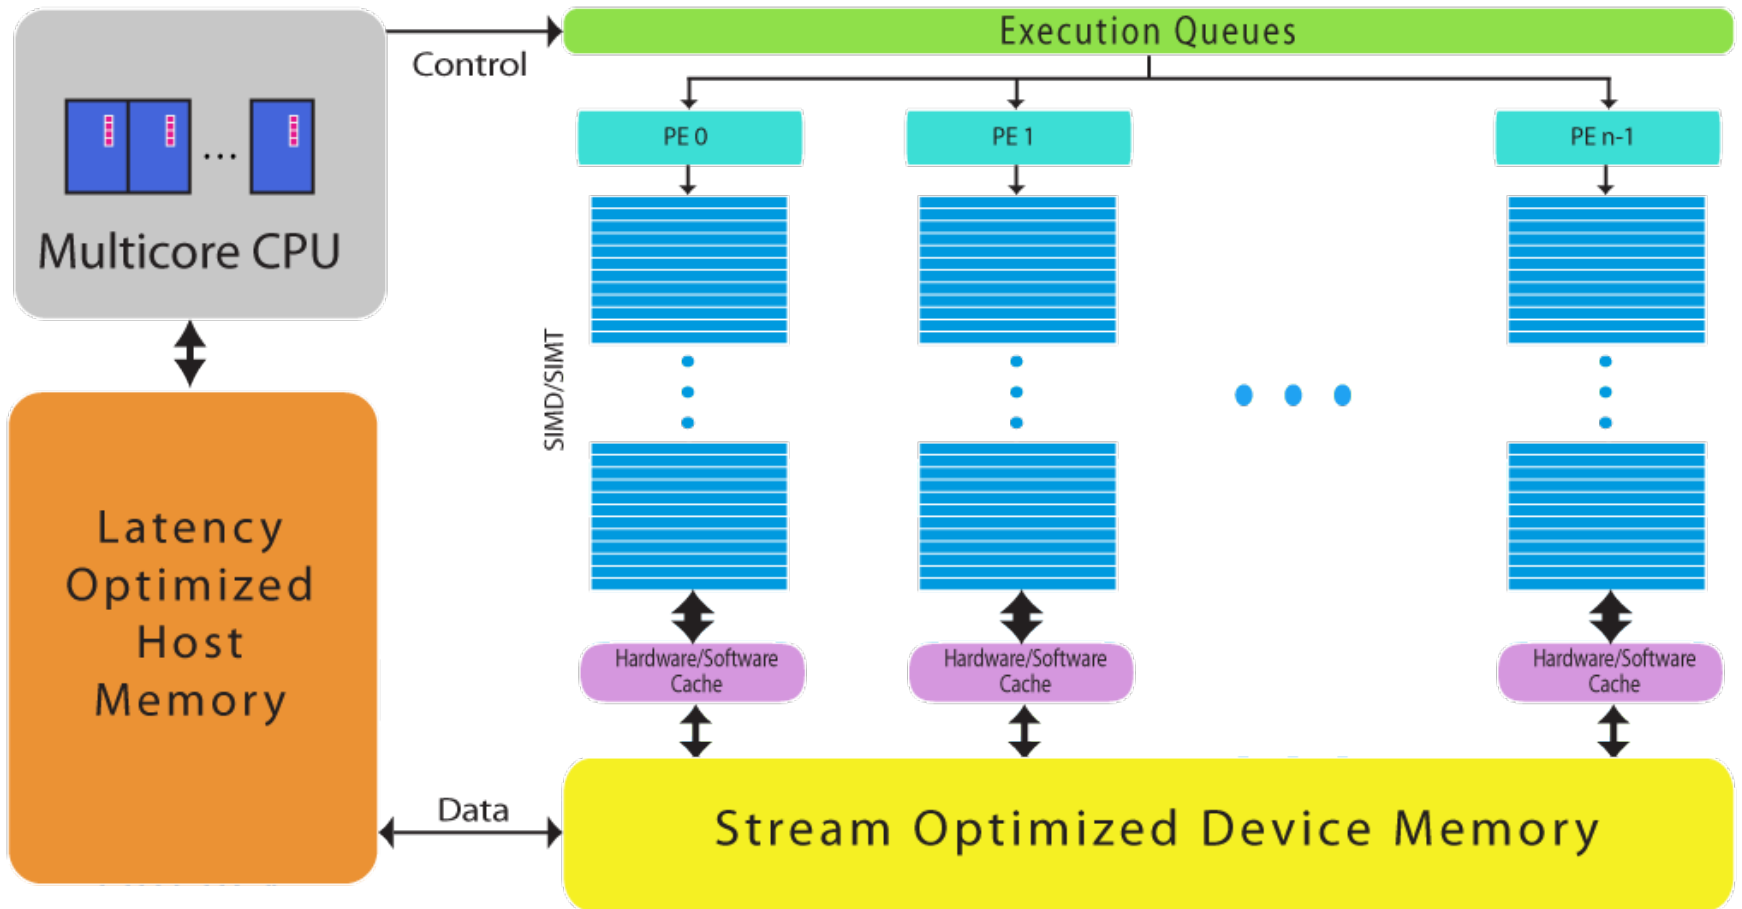 Execution Queues
Control
PE 0
PE 1
PE n-1
...
Multicore CPU
SIMD/SIMT
Latency
Optimized
Host
Memory
Hardware/Software
Cache
Hardware/Software
Cache
Hardware/Software
Cache
Data
Stream Optimized Device Memory